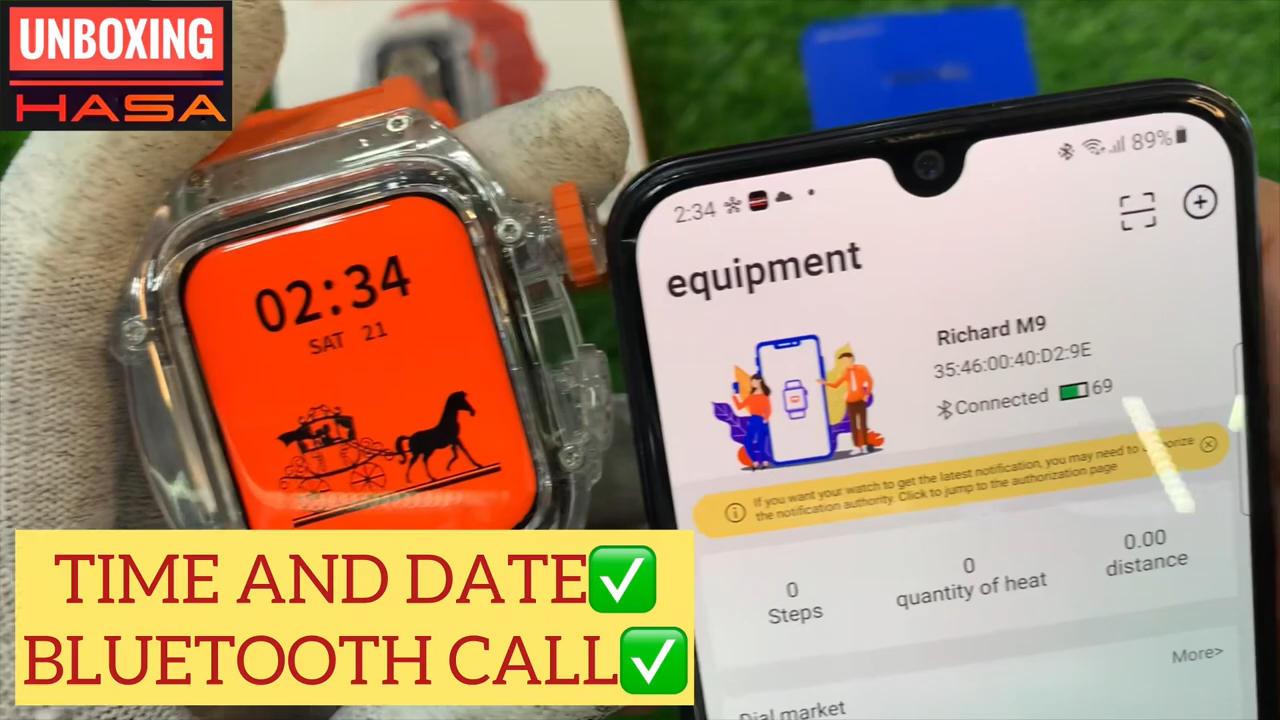 UNBOXING
HASA
02:34
SAT 21
2:34
89%
equipment
Richard M9
35:46:00:40:D2:9E
Connected 69
If you want your watch to get the latest notification, you may need to
the notification authority. Click to jump to the authorization page
0
Steps
0
quantity of heat
0.00
distance
More>
Dial market
TIME AND DATE✅
BLUETOOTH CALL✅